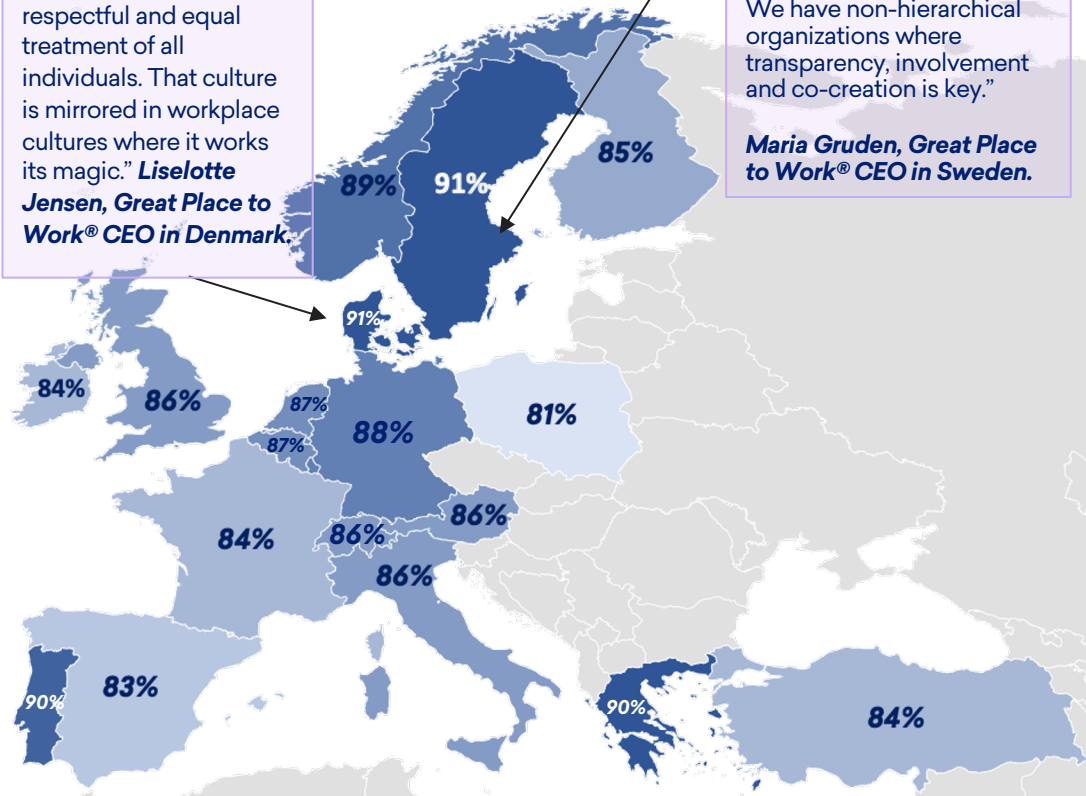 respectful and equal
treatment of all
individuals. That culture
is mirrored in workplace
cultures where it works
its magic.” Liselotte
Jensen, Great Place to
Work® CEO in Denmark.
We have non-hierarchical
organizations where
transparency, involvement
and co-creation is key.”
Maria Gruden, Great Place
to Work® CEO in Sweden.
85%
89%
91%
91%
84%
86%
87%
87%
88%
81%
84%
86%
86%
86%
83%
90%
90%
84%